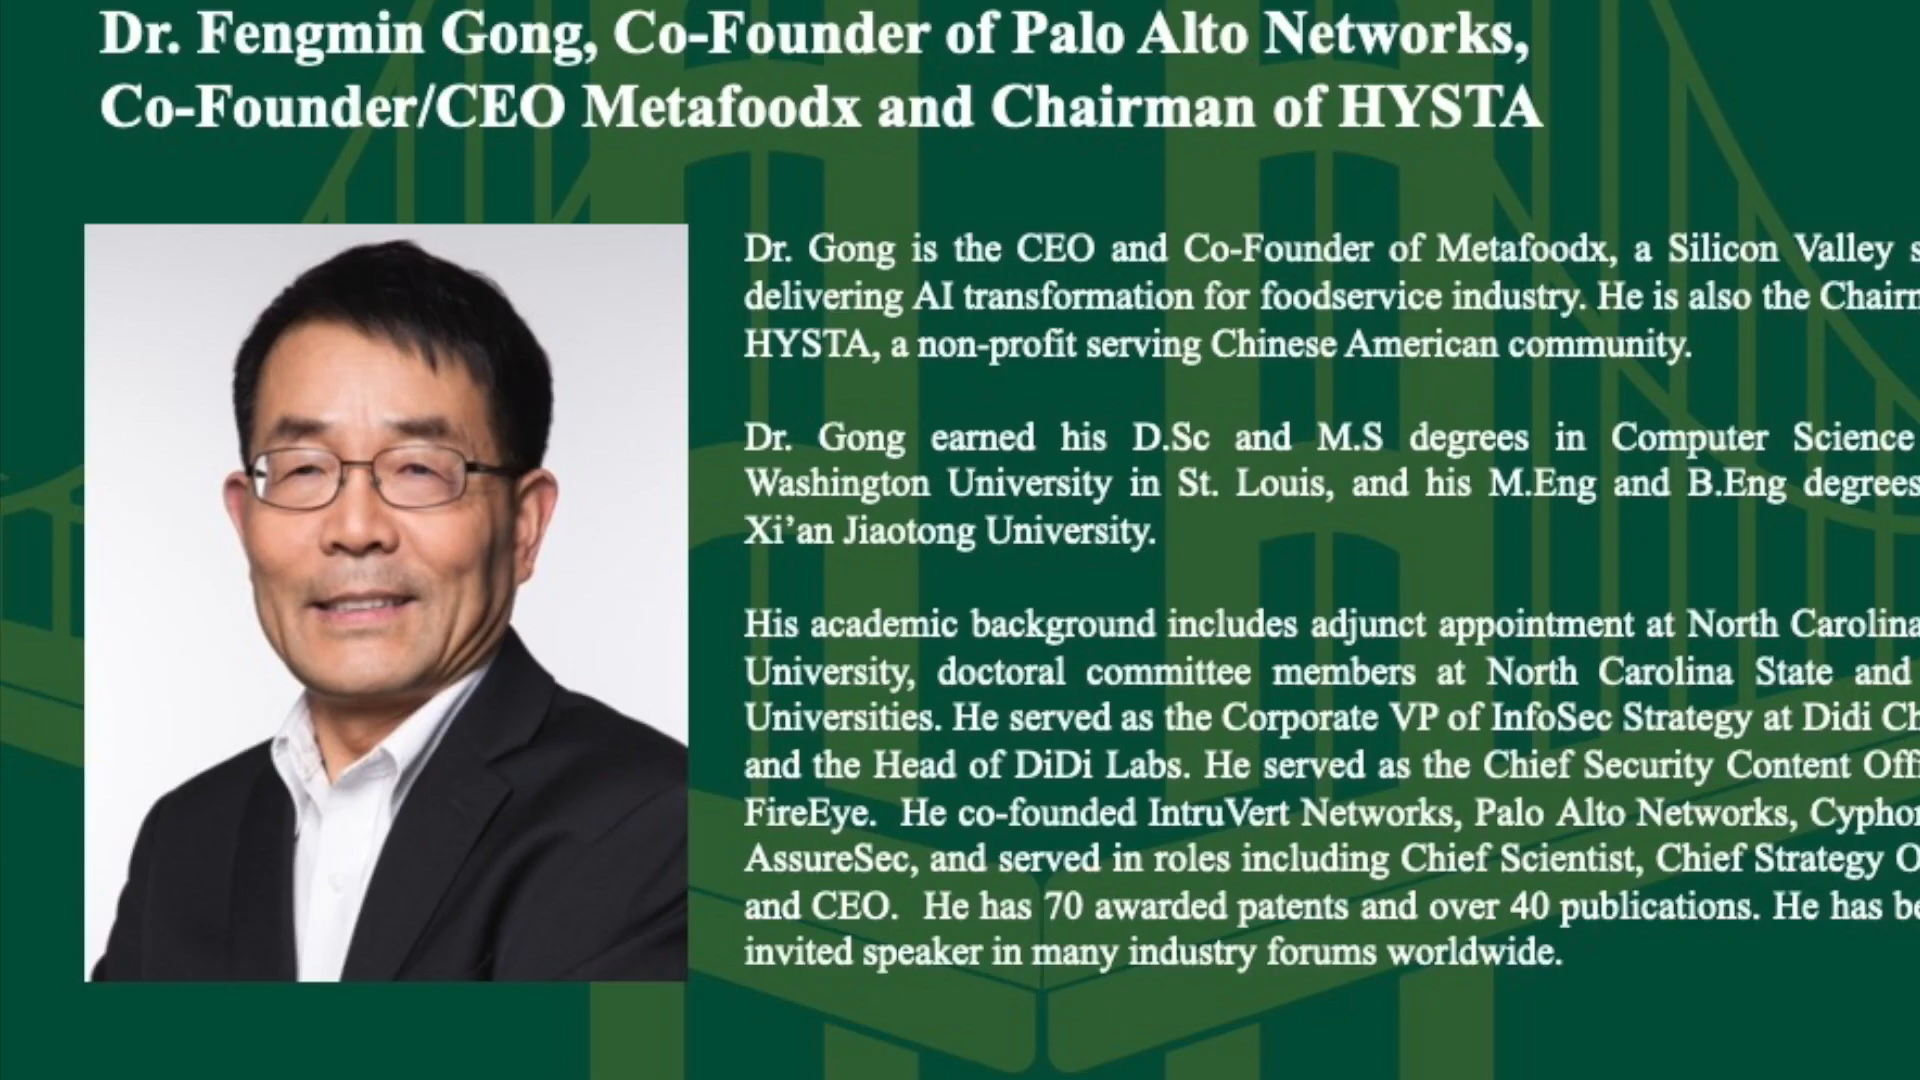 Dr. Fengmin Gong, Co-Founder of Palo Alto Networks,
Co-Founder/CEO Metafoodx and Chairman of HYSTA
Dr. Gong is the CEO and Co-Founder of Metafoodx, a Silicon Valley s
delivering AI transformation for foodservice industry. He is also the Chairm
HYSTA, a non-profit serving Chinese American community.
Dr. Gong earned his D.Sc and M.S degrees in Computer Science
Washington University in St. Louis, and his M.Eng and B.Eng degrees
Xi’an Jiaotong University.
His academic background includes adjunct appointment at North Carolina
University, doctoral committee members at North Carolina State and
Universities. He served as the Corporate VP of InfoSec Strategy at Didi Ch
and the Head of DiDi Labs. He served as the Chief Security Content Offi
FireEye. He co-founded IntruVert Networks, Palo Alto Networks, Cyphor
AssureSec, and served in roles including Chief Scientist, Chief Strategy O
and CEO. He has 70 awarded patents and over 40 publications. He has be
invited speaker in many industry forums worldwide.